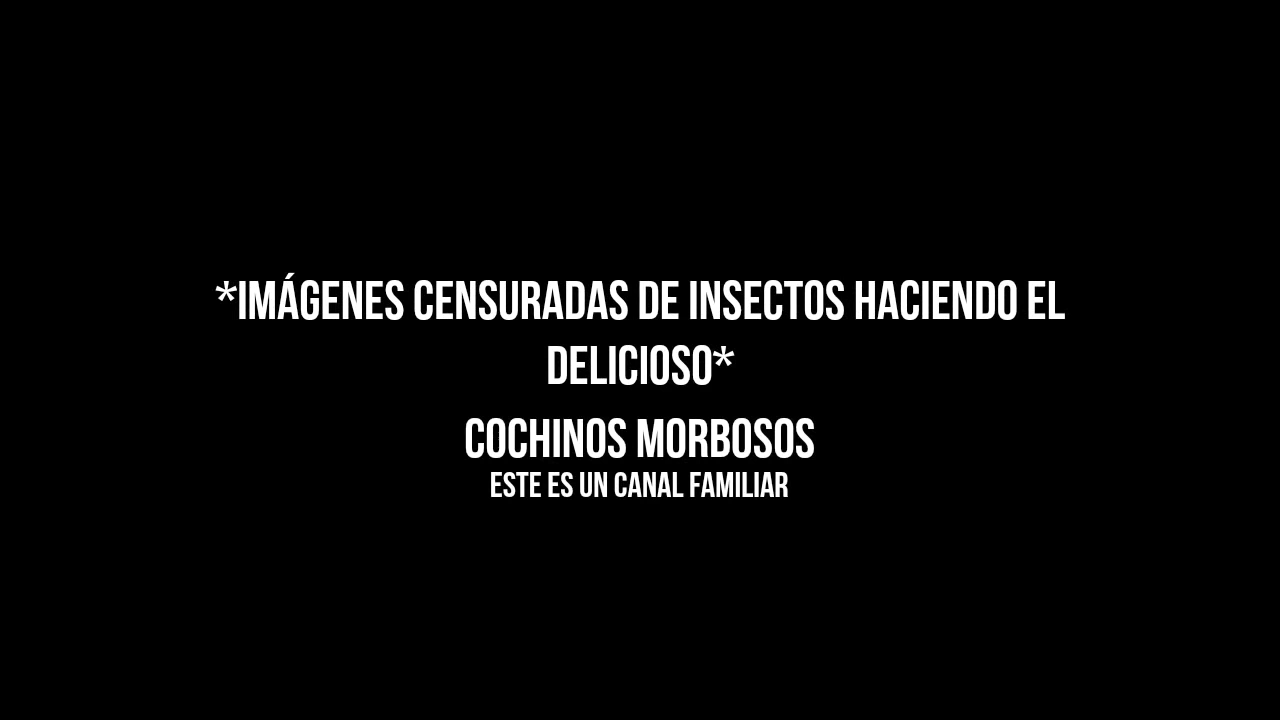 *IMÁGENES CENSURADAS DE INSECTOS HACIENDO EL
DELICIOSO*
COCHINOS MORBOSOS
ESTE ES UN CANAL FAMILIAR